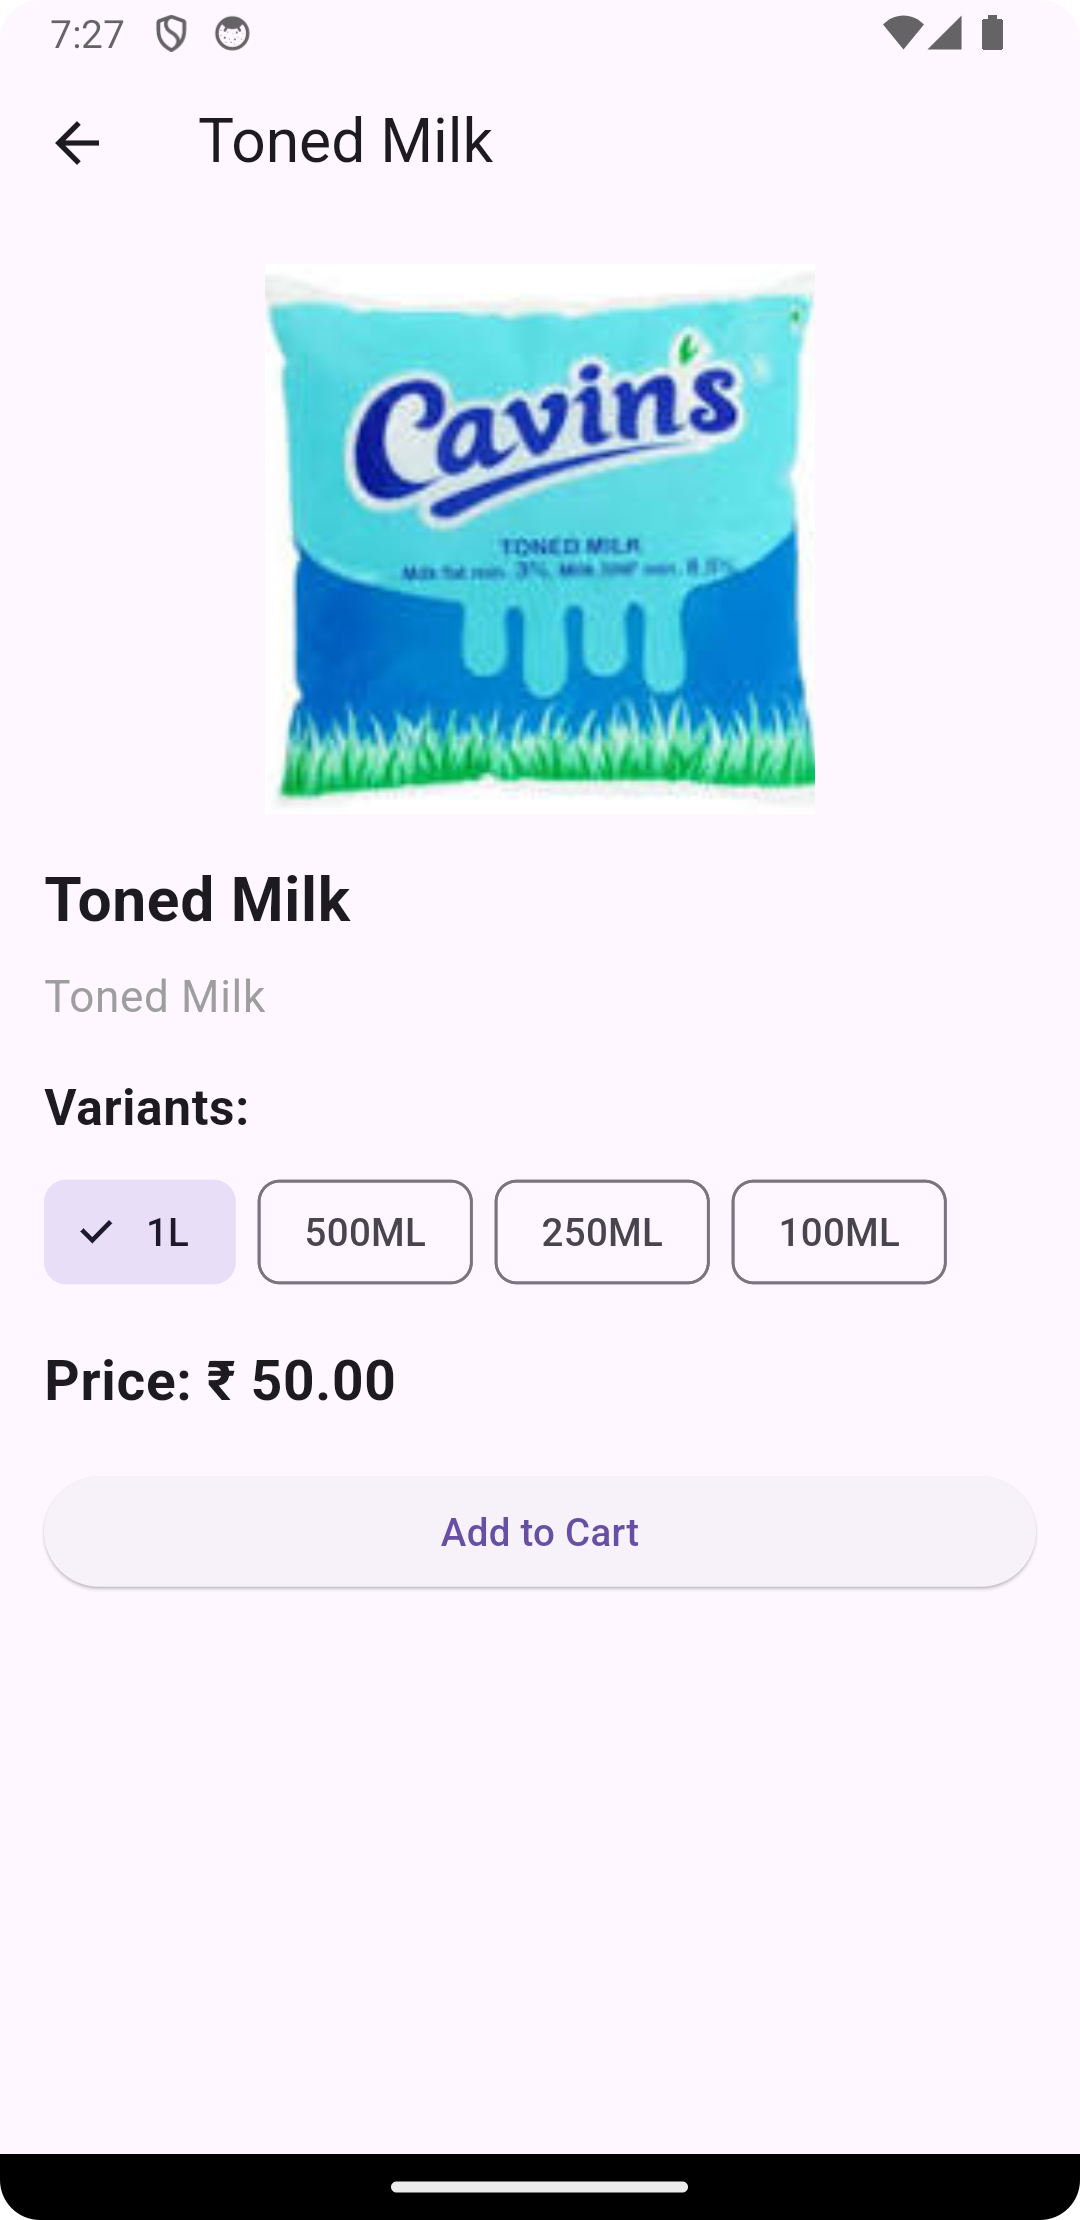 7:27
Toned Milk
Cavin's
TONED MILK
Milk fat min. 3%, Milk SNF min. 8.5%
Toned Milk
Toned Milk
Variants:
1L 500ML 250ML 100ML
Price: ₹ 50.00
Add to Cart